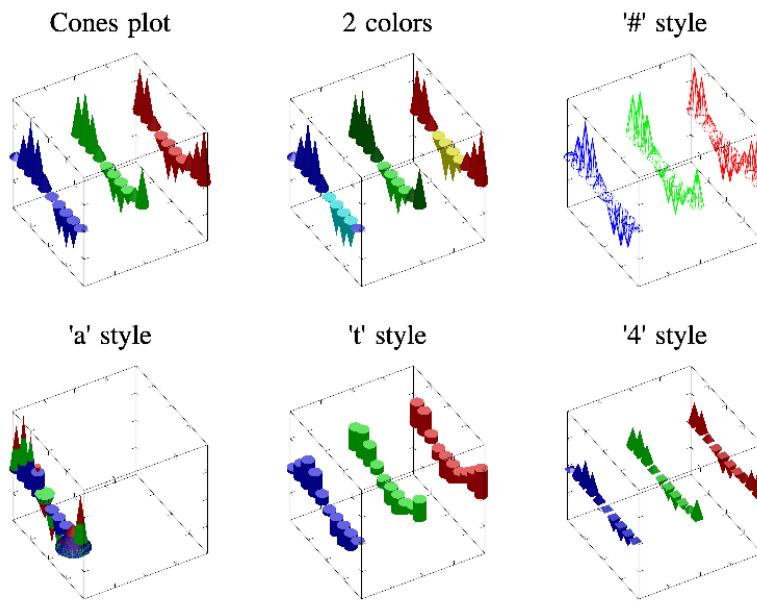 Cones plot
2 colors
'#' style
'a' style
't' style
'4' style